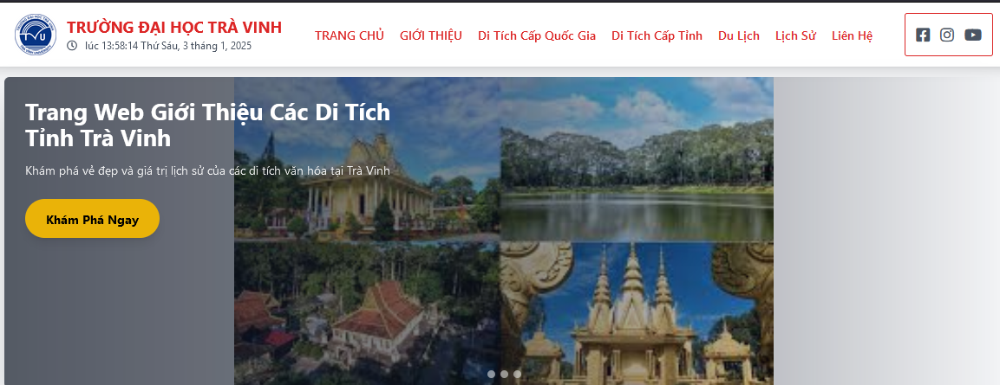 TRƯỜNG ĐẠI HỌC TRÀ VINH
lúc 13:58:14 Thứ Sáu, 3 tháng 1, 2025
TRANG CHỦ GIỚI THIỆU Di Tích Cấp Quốc Gia Di Tích Cấp Tỉnh Du Lịch Lịch Sử Liên Hệ
Trang Web Giới Thiệu Các Di Tích
Tỉnh Trà Vinh
Khám phá vẻ đẹp và giá trị lịch sử của các di tích văn hóa tại Trà Vinh
Khám Phá Ngay